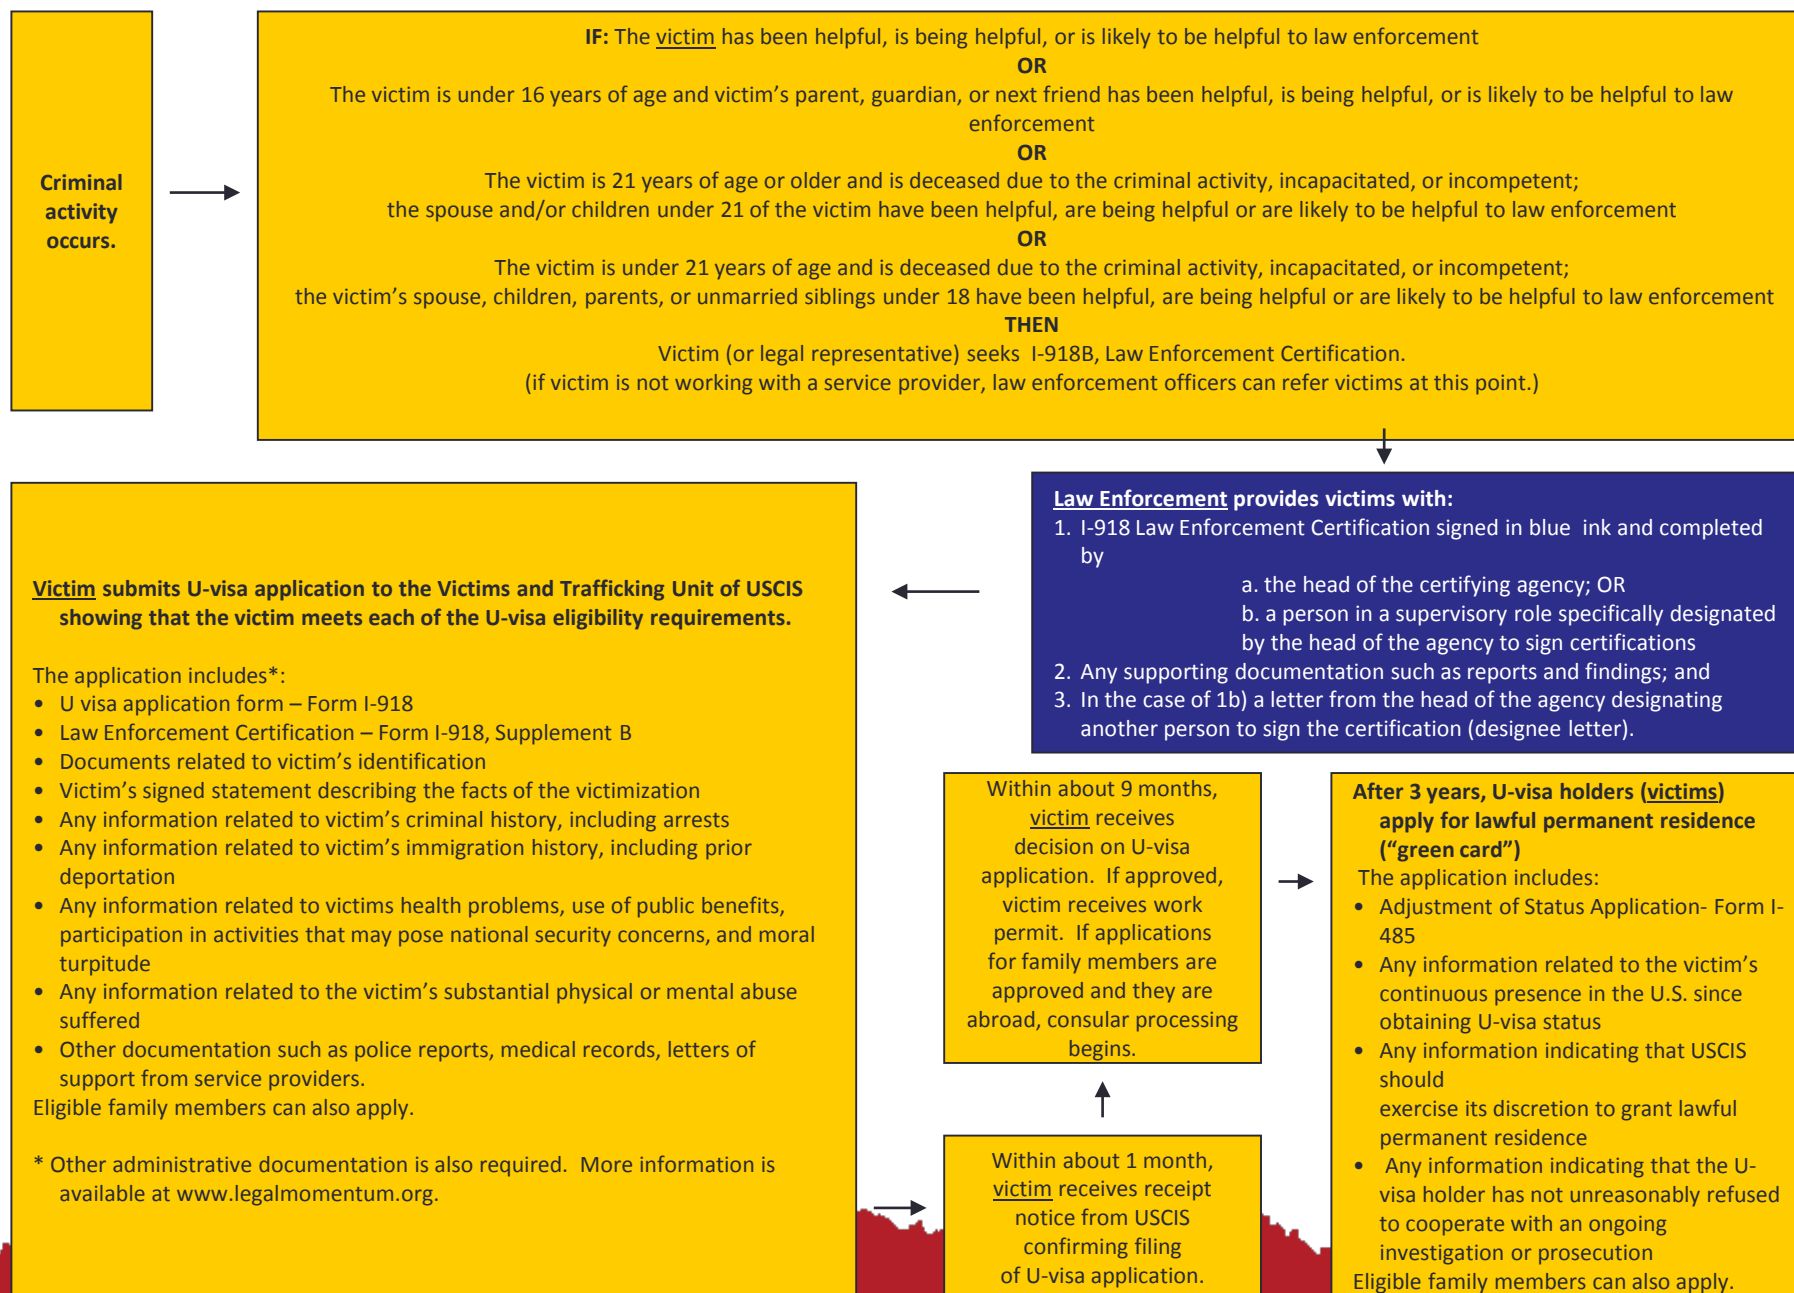 Criminal
activity
occurs.
IF: The victim has been helpful, is being helpful, or is likely to be helpful to law enforcement
OR
The victim is under 16 years of age and victim’s parent, guardian, or next friend has been helpful, is being helpful, or is likely to be helpful to law
enforcement
OR
The victim is 21 years of age or older and is deceased due to the criminal activity, incapacitated, or incompetent;
the spouse and/or children under 21 of the victim have been helpful, are being helpful or are likely to be helpful to law enforcement
OR
The victim is under 21 years of age and is deceased due to the criminal activity, incapacitated, or incompetent;
the victim’s spouse, children, parents, or unmarried siblings under 18 have been helpful, are being helpful or are likely to be helpful to law enforcement
THEN
Victim (or legal representative) seeks I-918B, Law Enforcement Certification.
(if victim is not working with a service provider, law enforcement officers can refer victims at this point.)
Law Enforcement provides victims with:
1. I-918 Law Enforcement Certification signed in blue ink and completed
by
a. the head of the certifying agency; OR
b. a person in a supervisory role specifically designated
by the head of the agency to sign certifications
2. Any supporting documentation such as reports and findings; and
3. In the case of 1b) a letter from the head of the agency designating
another person to sign the certification (designee letter).
Victim submits U-visa application to the Victims and Trafficking Unit of USCIS
showing that the victim meets each of the U-visa eligibility requirements.
The application includes*:
• U visa application form – Form I-918
• Law Enforcement Certification – Form I-918, Supplement B
• Documents related to victim’s identification
• Victim’s signed statement describing the facts of the victimization
• Any information related to victim’s criminal history, including arrests
• Any information related to victim’s immigration history, including prior
deportation
• Any information related to victims health problems, use of public benefits,
participation in activities that may pose national security concerns, and moral
turpitude
• Any information related to the victim’s substantial physical or mental abuse
suffered
• Other documentation such as police reports, medical records, letters of
support from service providers.
Eligible family members can also apply.
* Other administrative documentation is also required. More information is
available at www.legalmomentum.org.
Within about 1 month,
victim receives receipt
notice from USCIS
confirming filing
of U-visa application.
Within about 9 months,
victim receives
decision on U-visa
application. If approved,
victim receives work
permit. If applications
for family members are
approved and they are
abroad, consular processing
begins.
After 3 years, U-visa holders (victims)
apply for lawful permanent residence
(“green card”)
The application includes:
• Adjustment of Status Application- Form I-
485
• Any information related to the victim’s
continuous presence in the U.S. since
obtaining U-visa status
• Any information indicating that USCIS
should
exercise its discretion to grant lawful
permanent residence
• Any information indicating that the U-
visa holder has not unreasonably refused
to cooperate with an ongoing
investigation or prosecution
Eligible family members can also apply.